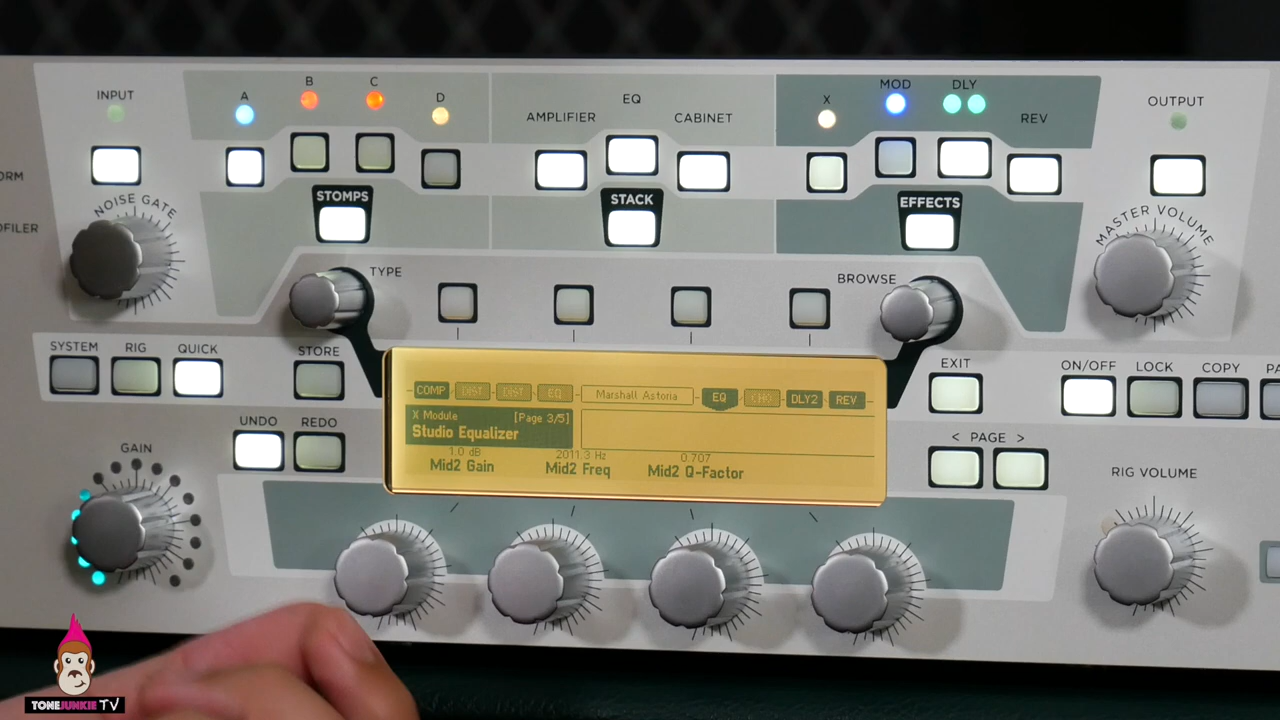 INPUT
A
B
C
D
AMPLIFIER
EQ
CABINET
X
MOD
DLY
REV
OUTPUT
ORM
OFILER
NOISE GATE
STOMPS
STACK
EFFECTS
MASTER VOLUME
TYPE
BROWSE
SYSTEM
RIG
QUICK
STORE
EXIT
ON/OFF
LOCK
COPY
PA
UNDO
REDO
< PAGE >
GAIN
RIG VOLUME
COMP DIST DIST EQ Marshall Astoria EQ CHO DLY2 REV
X Module [Page 3/5]
Studio Equalizer
1.0 dB 2011.3 Hz 0.707
Mid2 Gain Mid2 Freq Mid2 Q-Factor
TONEJUNKIE TV